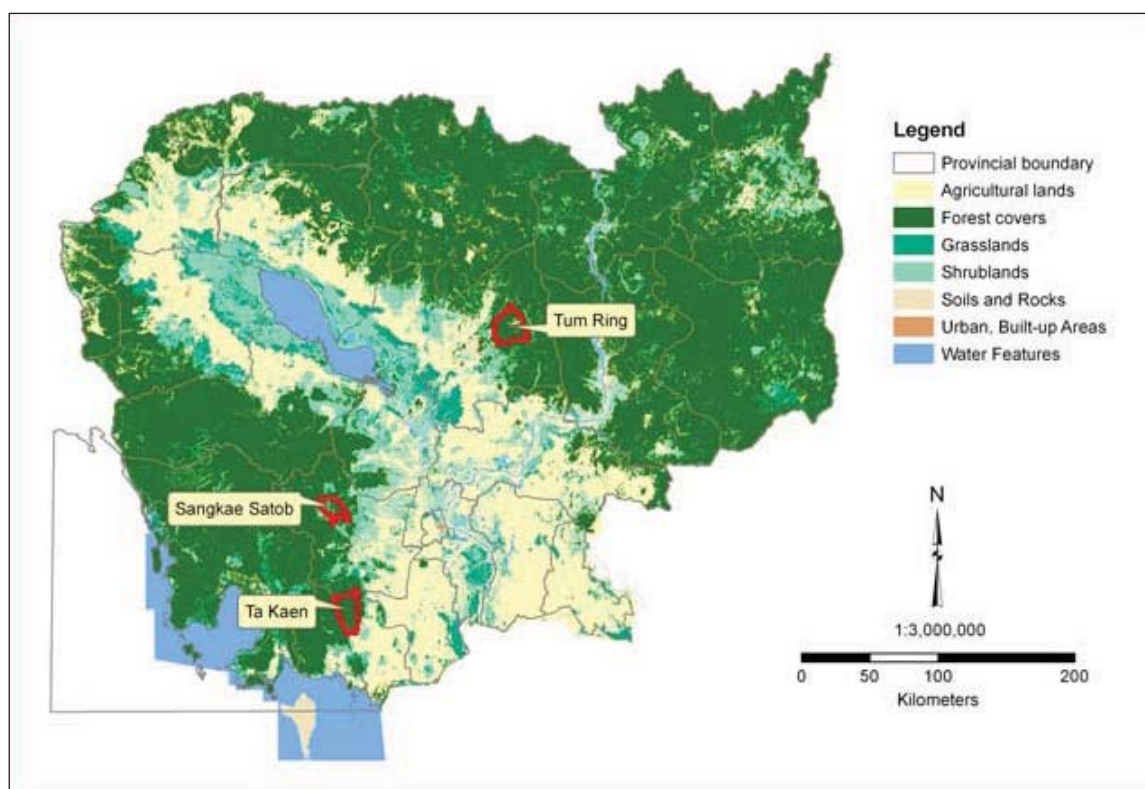 Legend
Provincial boundary
Agricultural lands
Forest covers
Grasslands
Shrublands
Soils and Rocks
Urban, Built-up Areas
Water Features
Tum Ring
Sangkae Satob
Ta Kaen
N
1:3,000,000
0 50 100 200
Kilometers